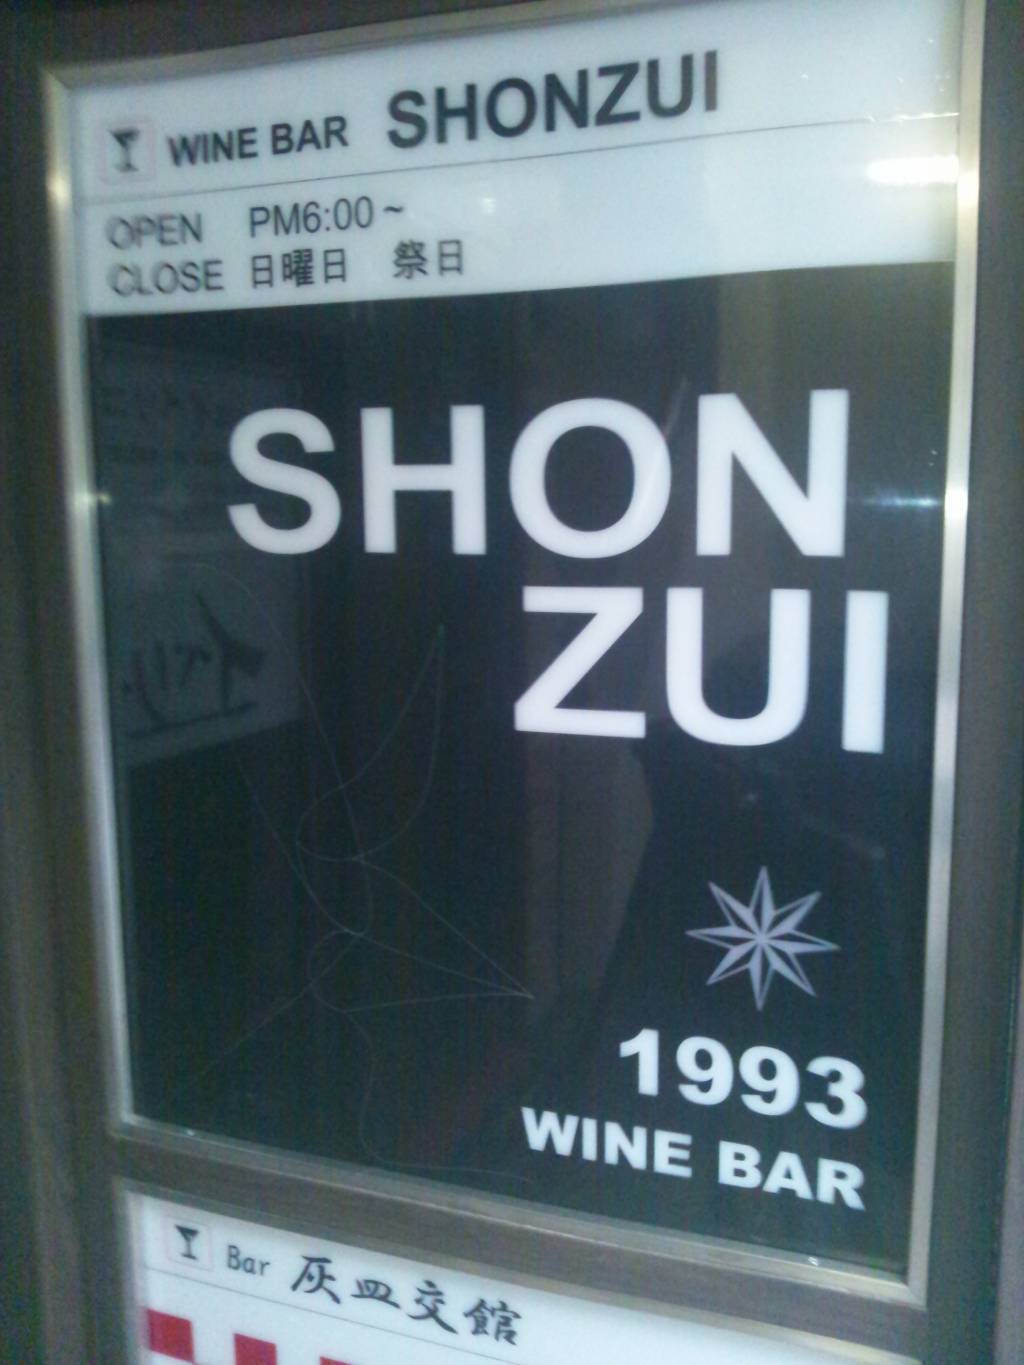 WINE BAR SHONZUI
OPEN PM6:00~
CLOSE 日曜日 祭日
SHON
ZUI
1993
WINE BAR
Bar 灰皿交館